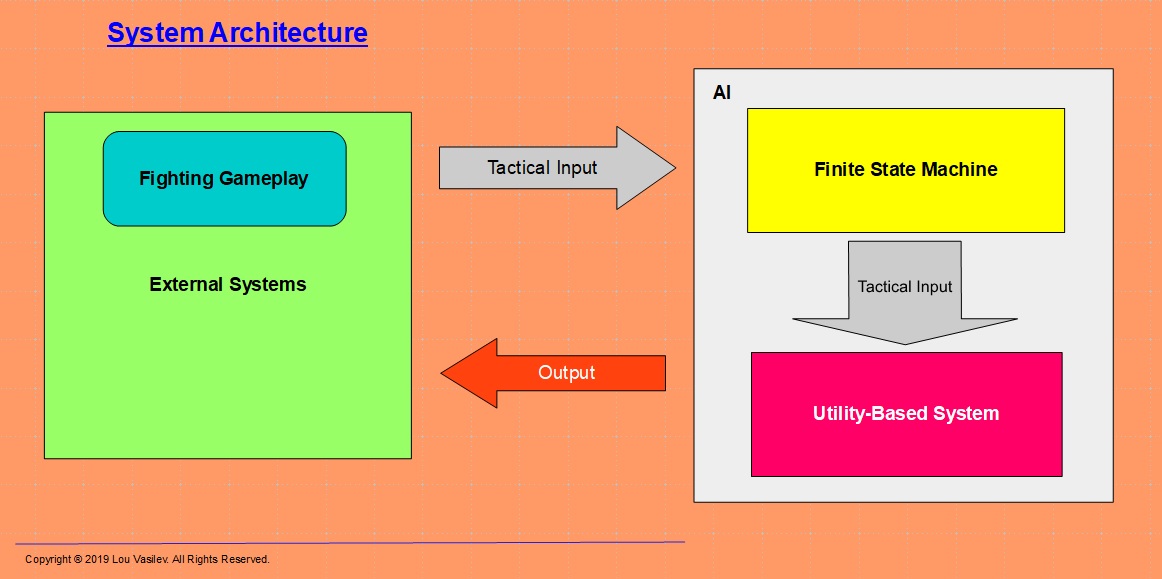 System Architecture
AI
Fighting Gameplay
Tactical Input
Finite State Machine
External Systems
Tactical Input
Output
Utility-Based System
Copyright © 2019 Lou Vasilev. All Rights Reserved.